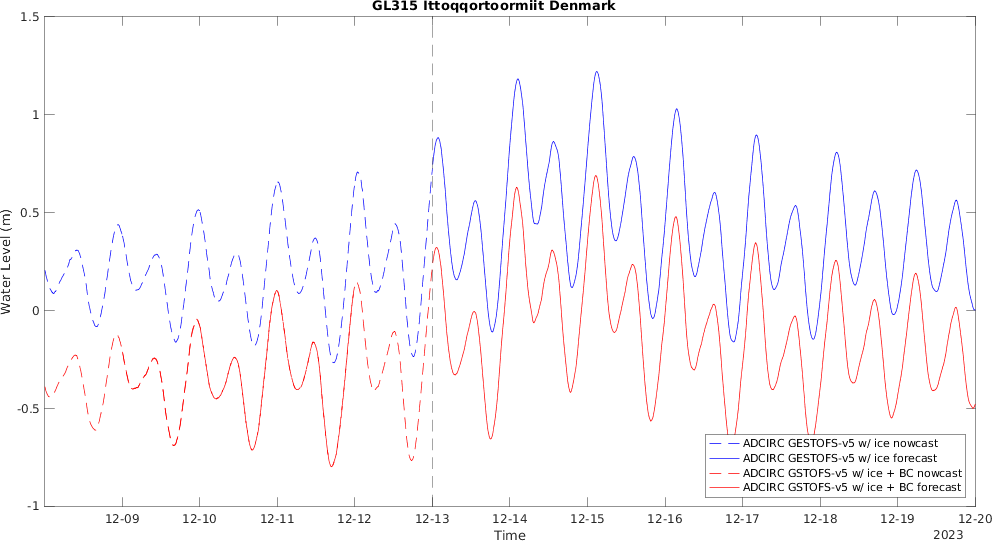 GL315 Ittoqqortoormiit Denmark
1.5
1
0.5
0
-0.5
-1
Water Level (m)
12-09 12-10 12-11 12-12 12-13 12-14 12-15 12-16 12-17 12-18 12-19 12-20
Time
2023
ADCIRC GESTOFS-v5 w/ ice nowcast
ADCIRC GESTOFS-v5 w/ ice forecast
ADCIRC GSTOFS-v5 w/ ice + BC nowcast
ADCIRC GSTOFS-v5 w/ ice + BC forecast